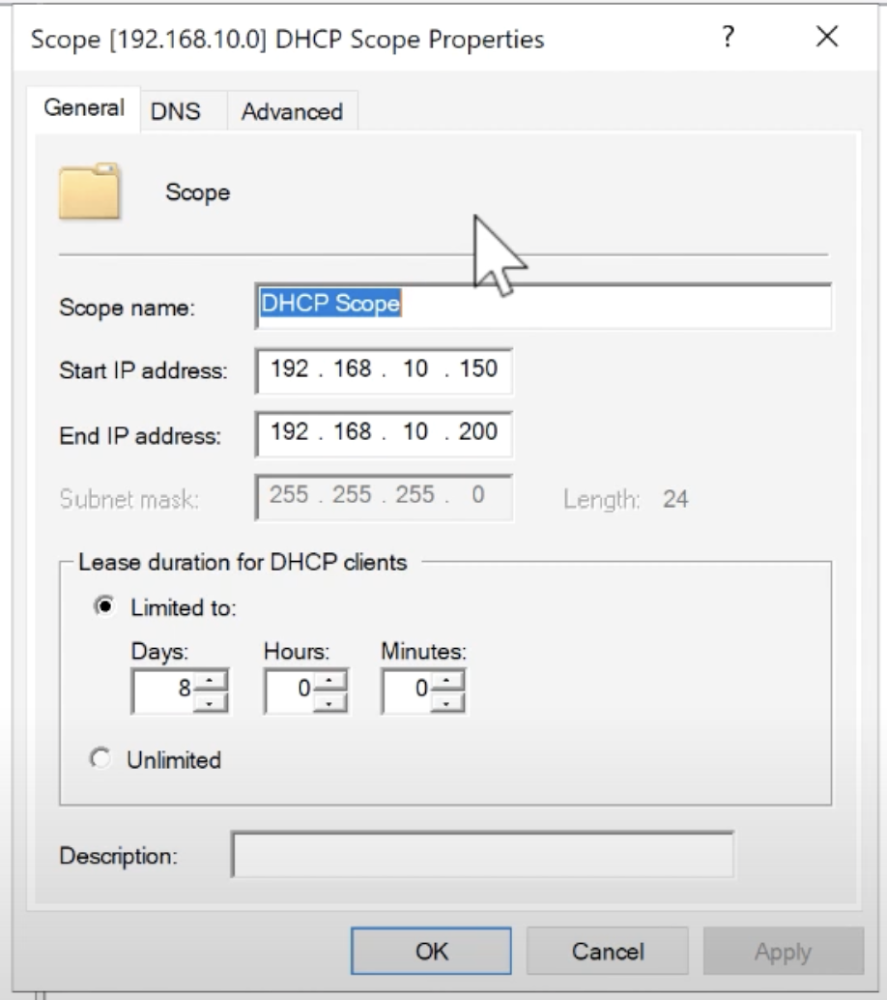 Scope [192.168.10.0] DHCP Scope Properties ? ×
General DNS Advanced
Scope
Scope name: DHCP Scope
Start IP address: 192 . 168 . 10 . 150
End IP address: 192 . 168 . 10 . 200
Subnet mask: 255 . 255 . 255 . 0 Length: 24
Lease duration for DHCP clients
Limited to:
Days: Hours: Minutes:
8 0 0
Unlimited
Description:
OK Cancel Apply